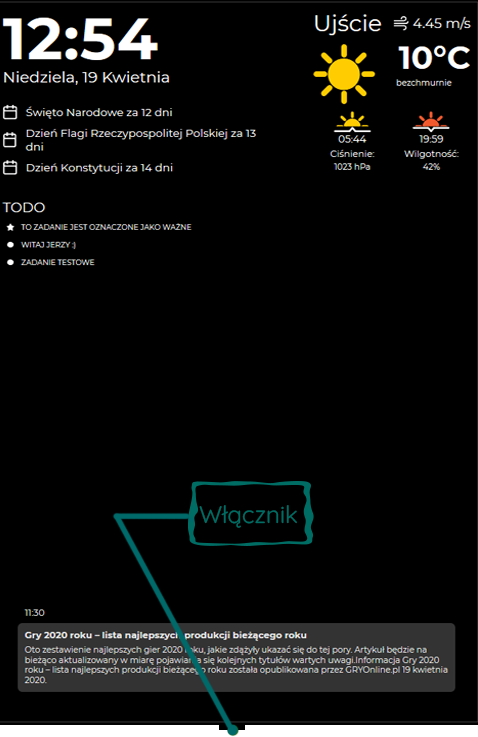 12:54
Niedziela, 19 Kwietnia
Święto Narodowe za 12 dni
Dzień Flagi Rzeczypospolitej Polskiej za 13
dni
Dzień Konstytucji za 14 dni
Ujście 4.45 m/s
10°C
bezchmurnie
05:44 19:59
Ciśnienie: Wilgotność:
1023 hPa 42%
TODO
TO ZADANIE JEST OZNACZONE JAKO WAŻNE
WITAJ JERZY :)
ZADANIE TESTOWE
Włącznik
11:30
Gry 2020 roku – lista najlepszych produkcji bieżącego roku
Oto zestawienie najlepszych gier 2020 roku, jakie zdążyły ukazać się do tej pory. Artykuł będzie na
bieżąco aktualizowany w miarę pojawiania się kolejnych tytułów wartych uwagi.Informacja Gry 2020
roku – lista najlepszych produkcji bieżącego roku została opublikowana przez GRYOnline.pl 19 kwietnia
2020.